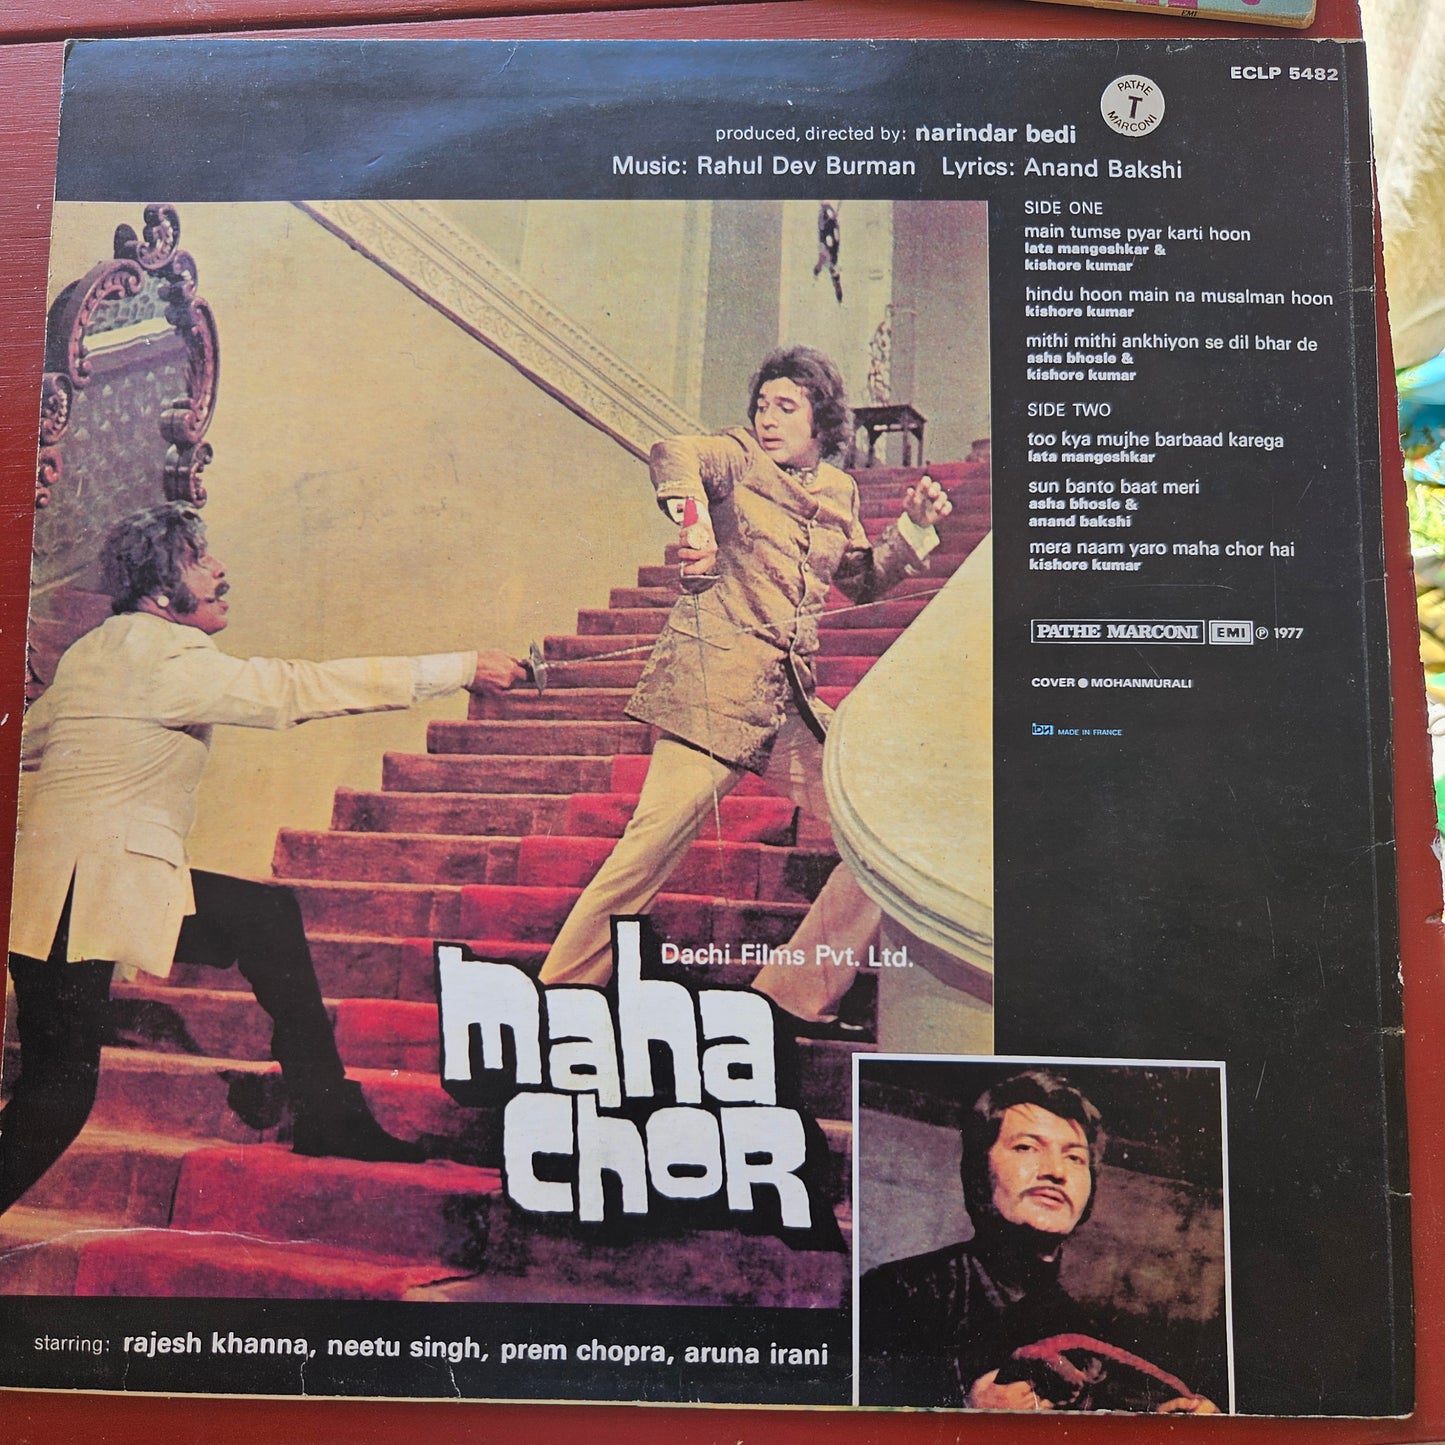 EMI
ECLP 5482
PATHE
T
MARCONI
produced, directed by: narindar bedi
Music: Rahul Dev Burman Lyrics: Anand Bakshi
SIDE ONE
main tumse pyar karti hoon
lata mangeshkar &
kishore kumar
hindu hoon main na musalman hoon
kishore kumar
mithi mithi ankhiyon se dil bhar de
asha bhosle &
kishore kumar
SIDE TWO
too kya mujhe barbaad karega
lata mangeshkar
sun banto baat meri
asha bhosle &
anand bakshi
mera naam yaro maha chor hai
kishore kumar
PATHE MARCONI EMI ℗ 1977
COVER ● MOHANMURALI
iDN MADE IN FRANCE
Dachi Films Pvt. Ltd.
maha
choR
starring: rajesh khanna, neetu singh, prem chopra, aruna irani